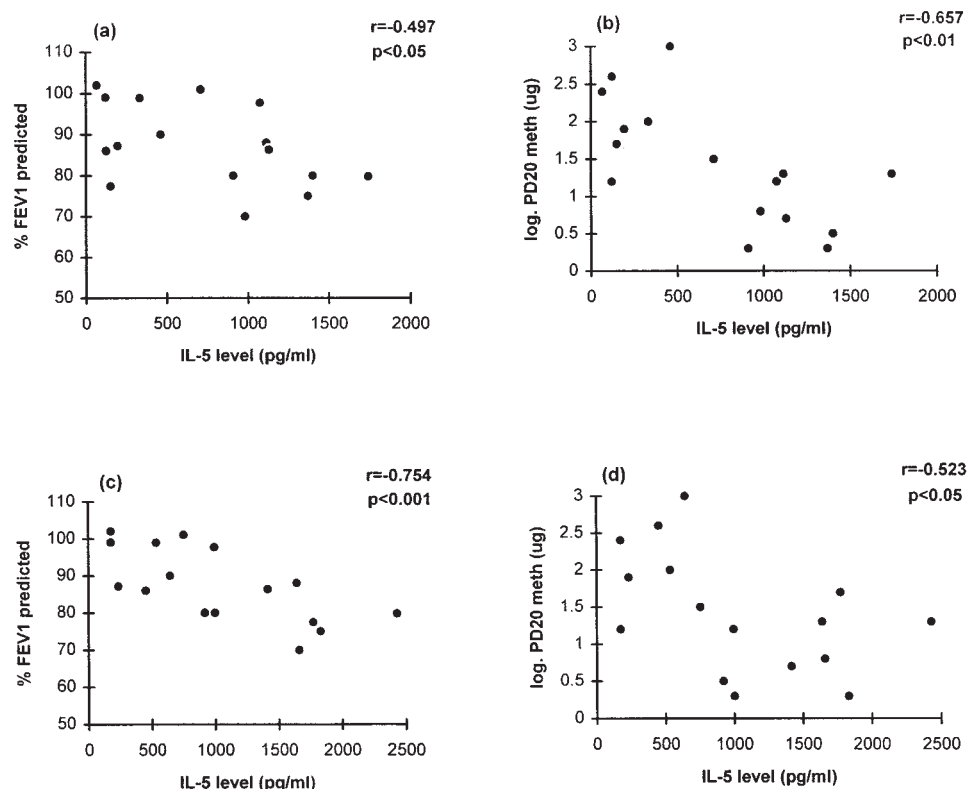 (a)
r=-0.497
p<0.05
% FEV1 predicted
110
100
90
80
70
60
50
0 500 1000 1500 2000
IL-5 level (pg/ml)
(b)
r=-0.657
p<0.01
log. PD20 meth (ug)
3
2.5
2
1.5
1
0.5
0
0 500 1000 1500 2000
IL-5 level (pg/ml)
(c)
r=-0.754
p<0.001
% FEV1 predicted
110
100
90
80
70
60
50
0 500 1000 1500 2000 2500
IL-5 level (pg/ml)
(d)
r=-0.523
p<0.05
log. PD20 meth (ug)
3
2.5
2
1.5
1
0.5
0
0 500 1000 1500 2000 2500
IL-5 level (pg/ml)